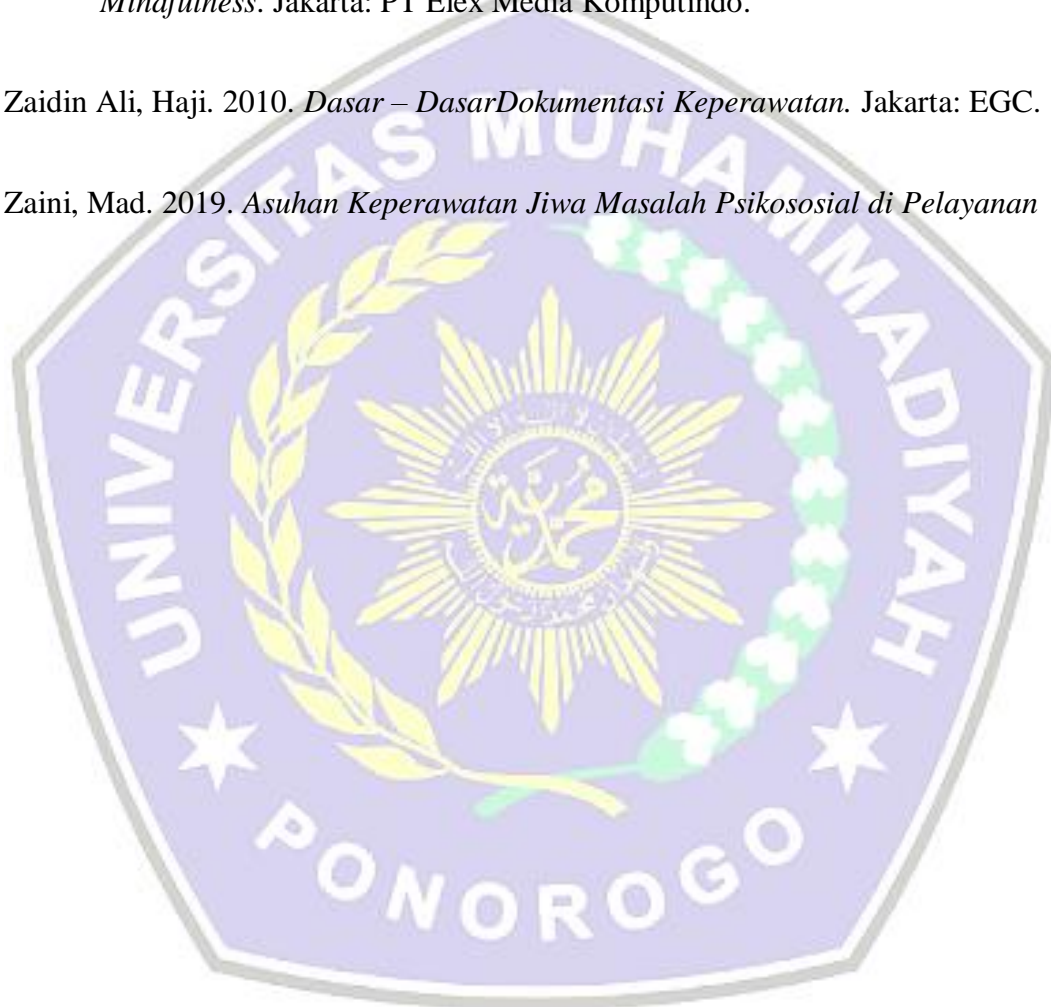 Mindfulness. Jakarta: PT Elex Media Komputindo.
Zaidin Ali, Haji. 2010. Dasar – DasarDokumentasi Keperawatan. Jakarta: EGC.
Zaini, Mad. 2019. Asuhan Keperawatan Jiwa Masalah Psikososial di Pelayanan
UNIVERSITAS MUHAMMADIYAH
PONOROGO